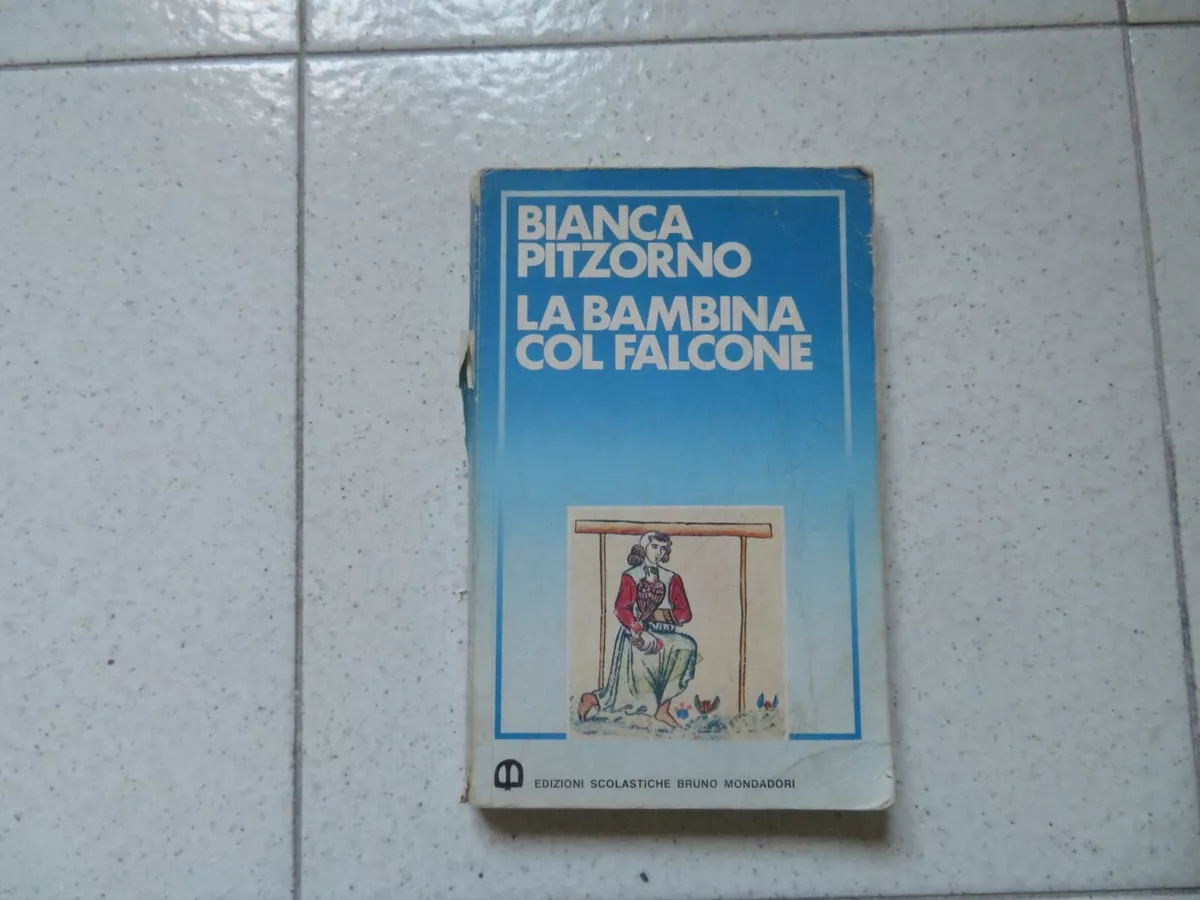 BIANCA
PITZORNO
LA BAMBINA
COL FALCONE
EDIZIONI SCOLASTICHE BRUNO MONDADORI